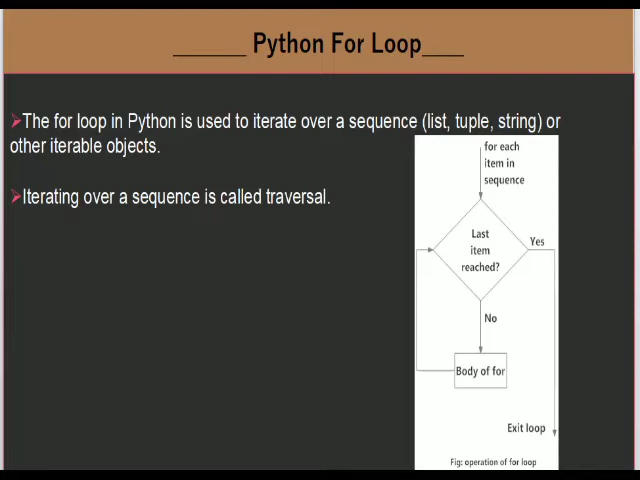 ______ Python For Loop____
➢The for loop in Python is used to iterate over a sequence (list, tuple, string) or
other iterable objects.
➢Iterating over a sequence is called traversal.
for each
item in
sequence
Last
item
reached?
Yes
No
Body of for
Exit loop
Fig: operation of for loop